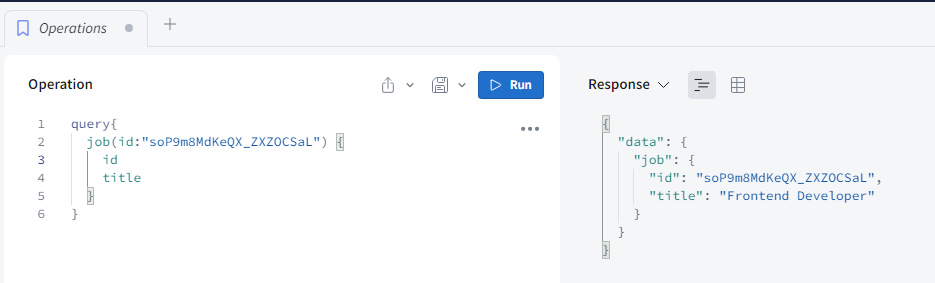 Operations
Operation
Run
1 query{
2 job(id:"soP9m8MdKeQX_ZXZOCSaL") {
3 id
4 title
5 }
6 }
Response
{
"data": {
"job": {
"id": "soP9m8MdKeQX_ZXZOCSaL",
"title": "Frontend Developer"
}
}
}